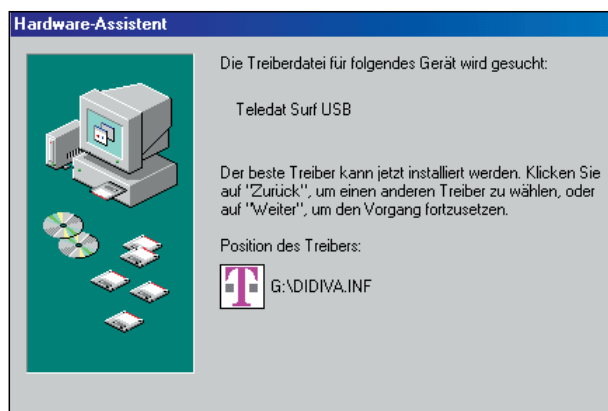 Hardware-Assistent
Die Treiberdatei für folgendes Gerät wird gesucht:
Teledat Surf USB
Der beste Treiber kann jetzt installiert werden. Klicken Sie
auf "Zurück", um einen anderen Treiber zu wählen, oder
auf "Weiter", um den Vorgang fortzusetzen.
Position des Treibers:
T G:\DIDIVA.INF